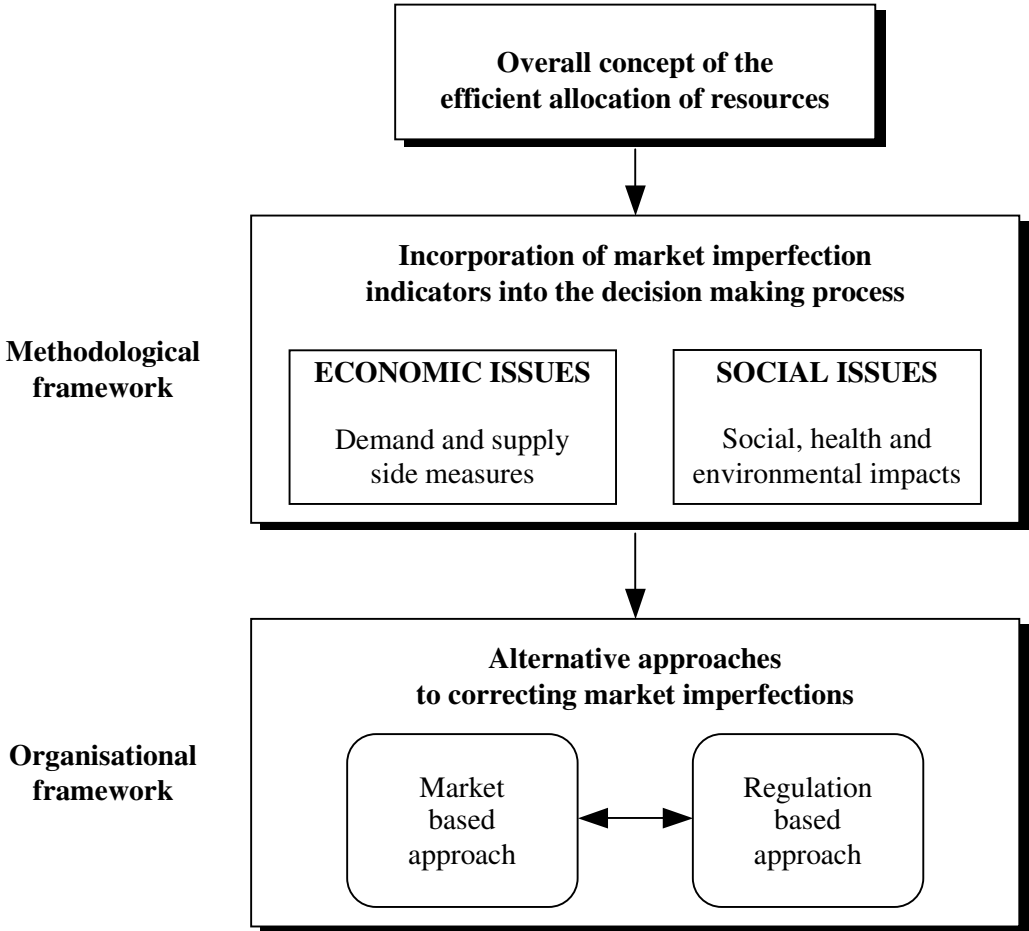 Overall concept of the
efficient allocation of resources
Incorporation of market imperfection
indicators into the decision making process
Methodological
framework
ECONOMIC ISSUES
Demand and supply
side measures
SOCIAL ISSUES
Social, health and
environmental impacts
Alternative approaches
to correcting market imperfections
Organisational
framework
Market
based
approach
Regulation
based
approach